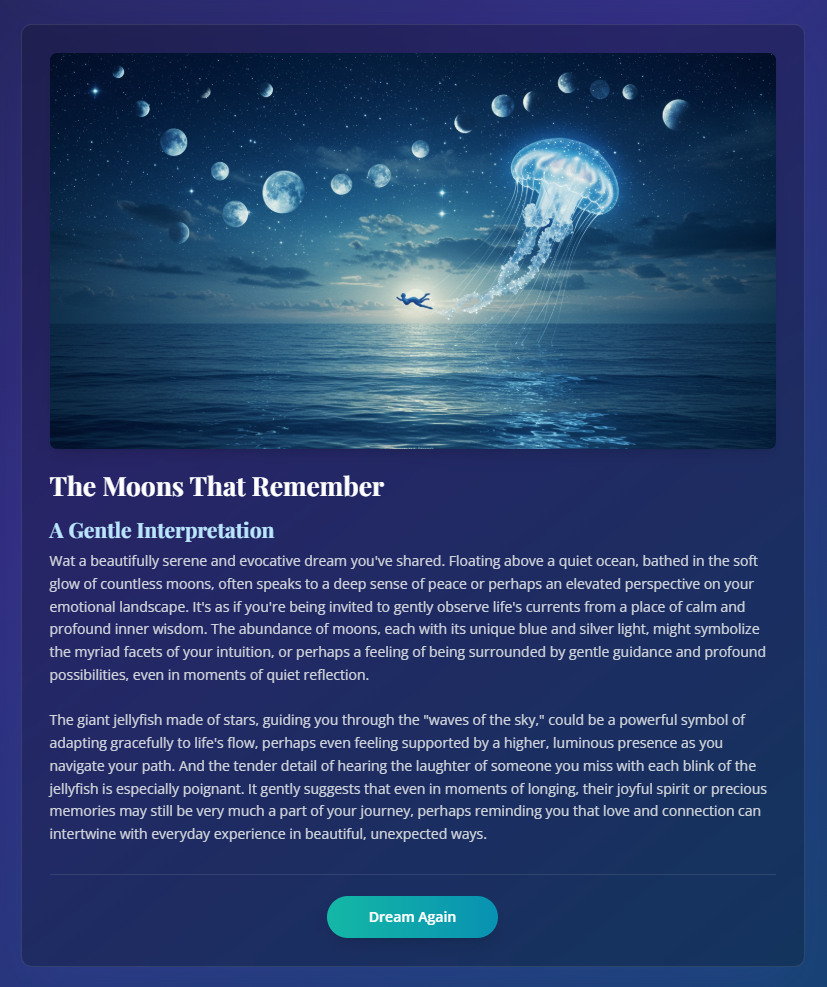 The Moons That Remember
A Gentle Interpretation
Wat a beautifully serene and evocative dream you've shared. Floating above a quiet ocean, bathed in the soft
glow of countless moons, often speaks to a deep sense of peace or perhaps an elevated perspective on your
emotional landscape. It's as if you're being invited to gently observe life's currents from a place of calm and
profound inner wisdom. The abundance of moons, each with its unique blue and silver light, might symbolize
the myriad facets of your intuition, or perhaps a feeling of being surrounded by gentle guidance and profound
possibilities, even in moments of quiet reflection.
The giant jellyfish made of stars, guiding you through the "waves of the sky," could be a powerful symbol of
adapting gracefully to life's flow, perhaps even feeling supported by a higher, luminous presence as you
navigate your path. And the tender detail of hearing the laughter of someone you miss with each blink of the
jellyfish is especially poignant. It gently suggests that even in moments of longing, their joyful spirit or precious
memories may still be very much a part of your journey, perhaps reminding you that love and connection can
intertwine with everyday experience in beautiful, unexpected ways.
Dream Again